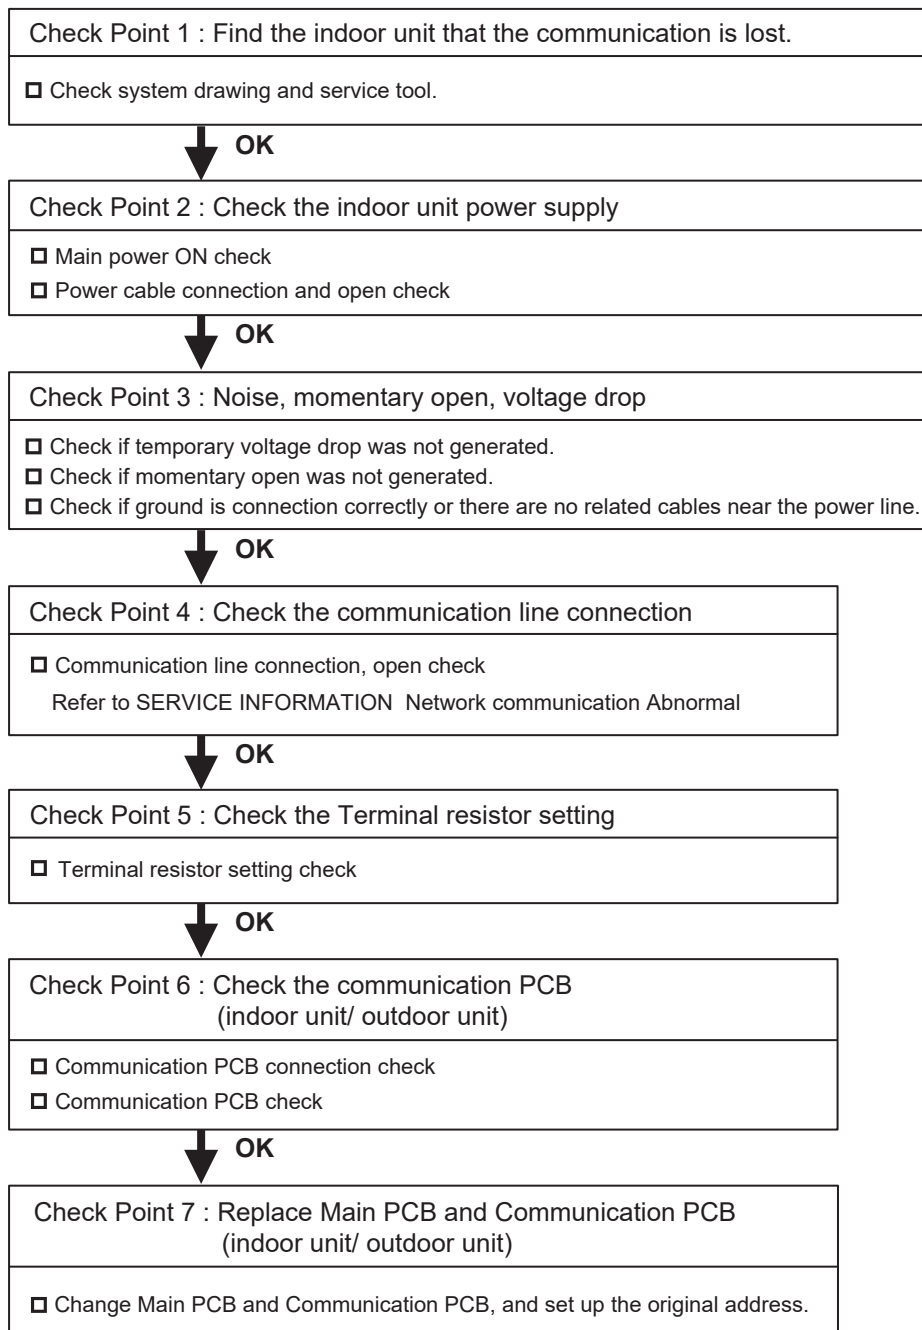 Check Point 1 : Find the indoor unit that the communication is lost.
Check system drawing and service tool.
OK
Check Point 2 : Check the indoor unit power supply
Main power ON check
Power cable connection and open check
OK
Check Point 3 : Noise, momentary open, voltage drop
Check if temporary voltage drop was not generated.
Check if momentary open was not generated.
Check if ground is connection correctly or there are no related cables near the power line.
OK
Check Point 4 : Check the communication line connection
Communication line connection, open check
Refer to SERVICE INFORMATION Network communication Abnormal
OK
Check Point 5 : Check the Terminal resistor setting
Terminal resistor setting check
OK
Check Point 6 : Check the communication PCB
(indoor unit/ outdoor unit)
Communication PCB connection check
Communication PCB check
OK
Check Point 7 : Replace Main PCB and Communication PCB
(indoor unit/ outdoor unit)
Change Main PCB and Communication PCB, and set up the original address.